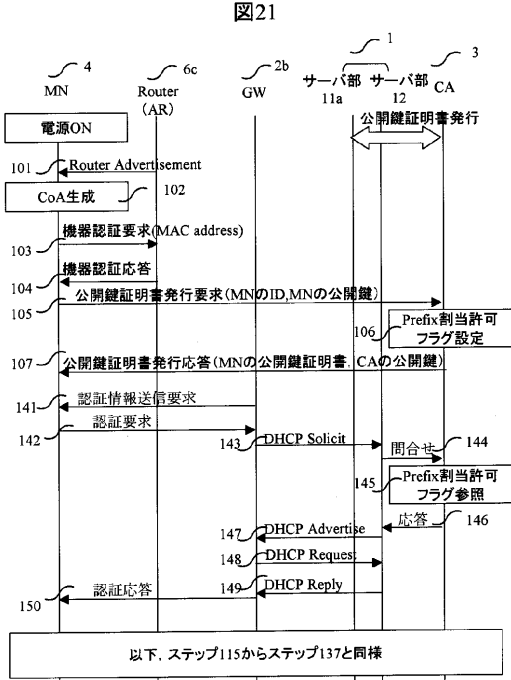 図21
1
4
6c
2b
3
MN
Router
(AR)
GW
サーバ部
11a
サーバ部
12
CA
公開鍵証明書発行
電源ON
101
Router Advertisement
CoA生成
102
機器認証要求(MAC address)
103
機器認証応答
104
公開鍵証明書発行要求(MNのID,MNの公開鍵)
105
106
Prefix割当許可
フラグ設定
107
公開鍵証明書発行応答(MNの公開鍵証明書, CAの公開鍵)
141
認証情報送信要求
142
認証要求
143
DHCP Solicit
問合せ
144
145
Prefix割当許可
フラグ参照
応答
146
147
DHCP Advertise
148
DHCP Request
149
DHCP Reply
認証応答
150
以下, ステップ115からステップ137と同様